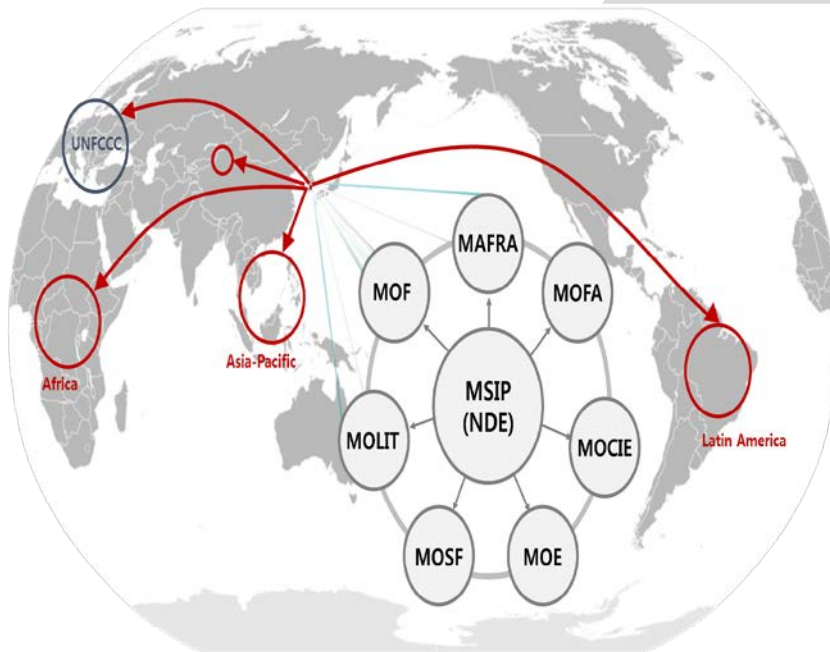 UNFCCC
MAFRA
MOF
MOFA
Asia-Pacific
Africa
MSIP
(NDE)
MOLIT
MOCIE
Latin America
MOSF
MOE